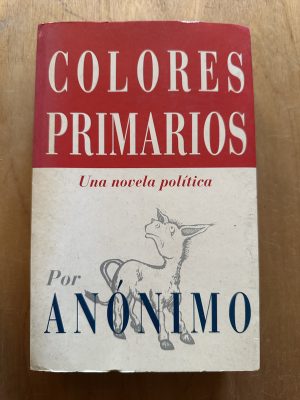 COLORES
PRIMARIOS
Una novela política
Por
ANÓNIMO